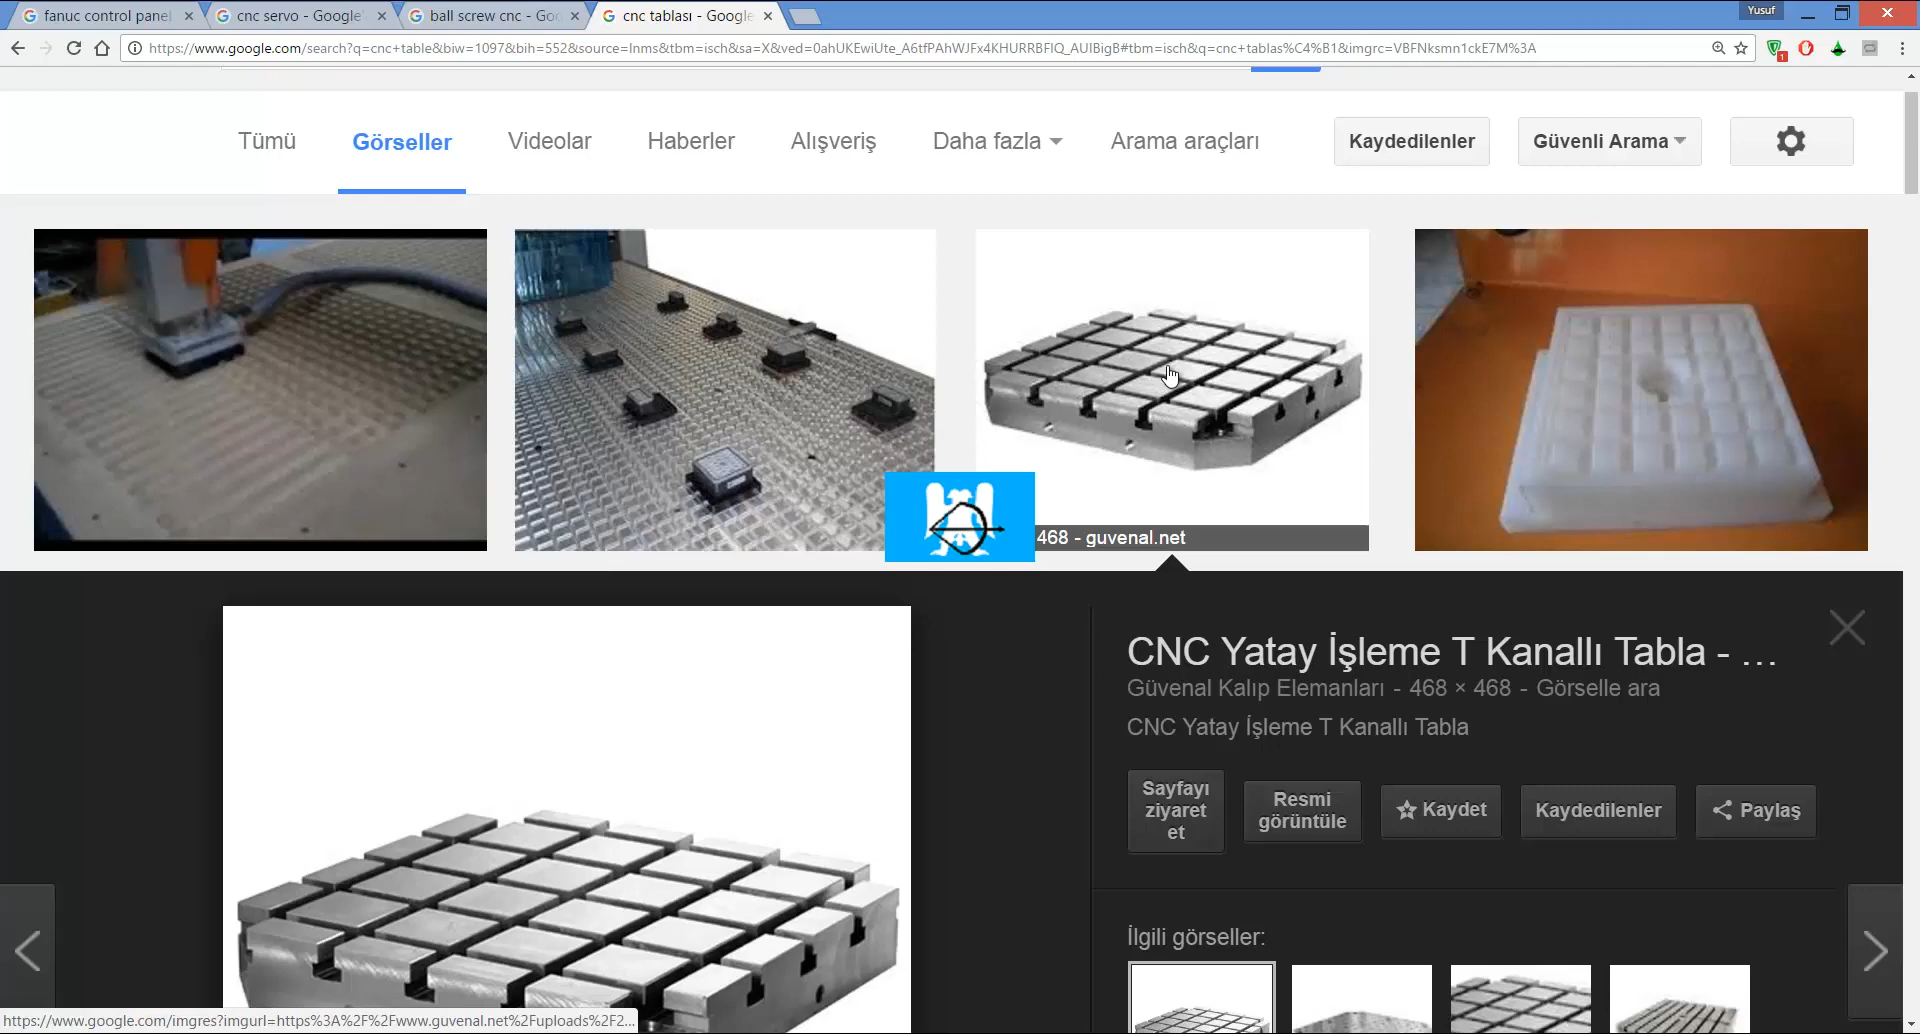 fanuc control panel
cnc servo - Google'
ball screw cnc - Goo
cnc tablası - Google
Yusuf
https://www.google.com/search?q=cnc+table&biw=1097&bih=552&source=lnms&tbm=isch&sa=X&ved=0ahUKEwiUte_A6tfPAhWJFx4KHURRBFIQ_AUIBigB#tbm=isch&q=cnc+tablas%C4%B1&imgrc=VBFNksmn1ckE7M%3A
1
Tümü
Görseller
Videolar
Haberler
Alışveriş
Daha fazla
Arama araçları
Kaydedilenler
Güvenli Arama
468 - guvenal.net
CNC Yatay İşleme T Kanallı Tabla - ...
Güvenal Kalıp Elemanları - 468 × 468 - Görselle ara
CNC Yatay İşleme T Kanallı Tabla
Sayfayı
ziyaret
et
Resmi
görüntüle
Kaydet
Kaydedilenler
Paylaş
İlgili görseller:
https://www.google.com/imgres?imgurl=https%3A%2F%2Fwww.guvenal.net%2Fuploads%2F2...